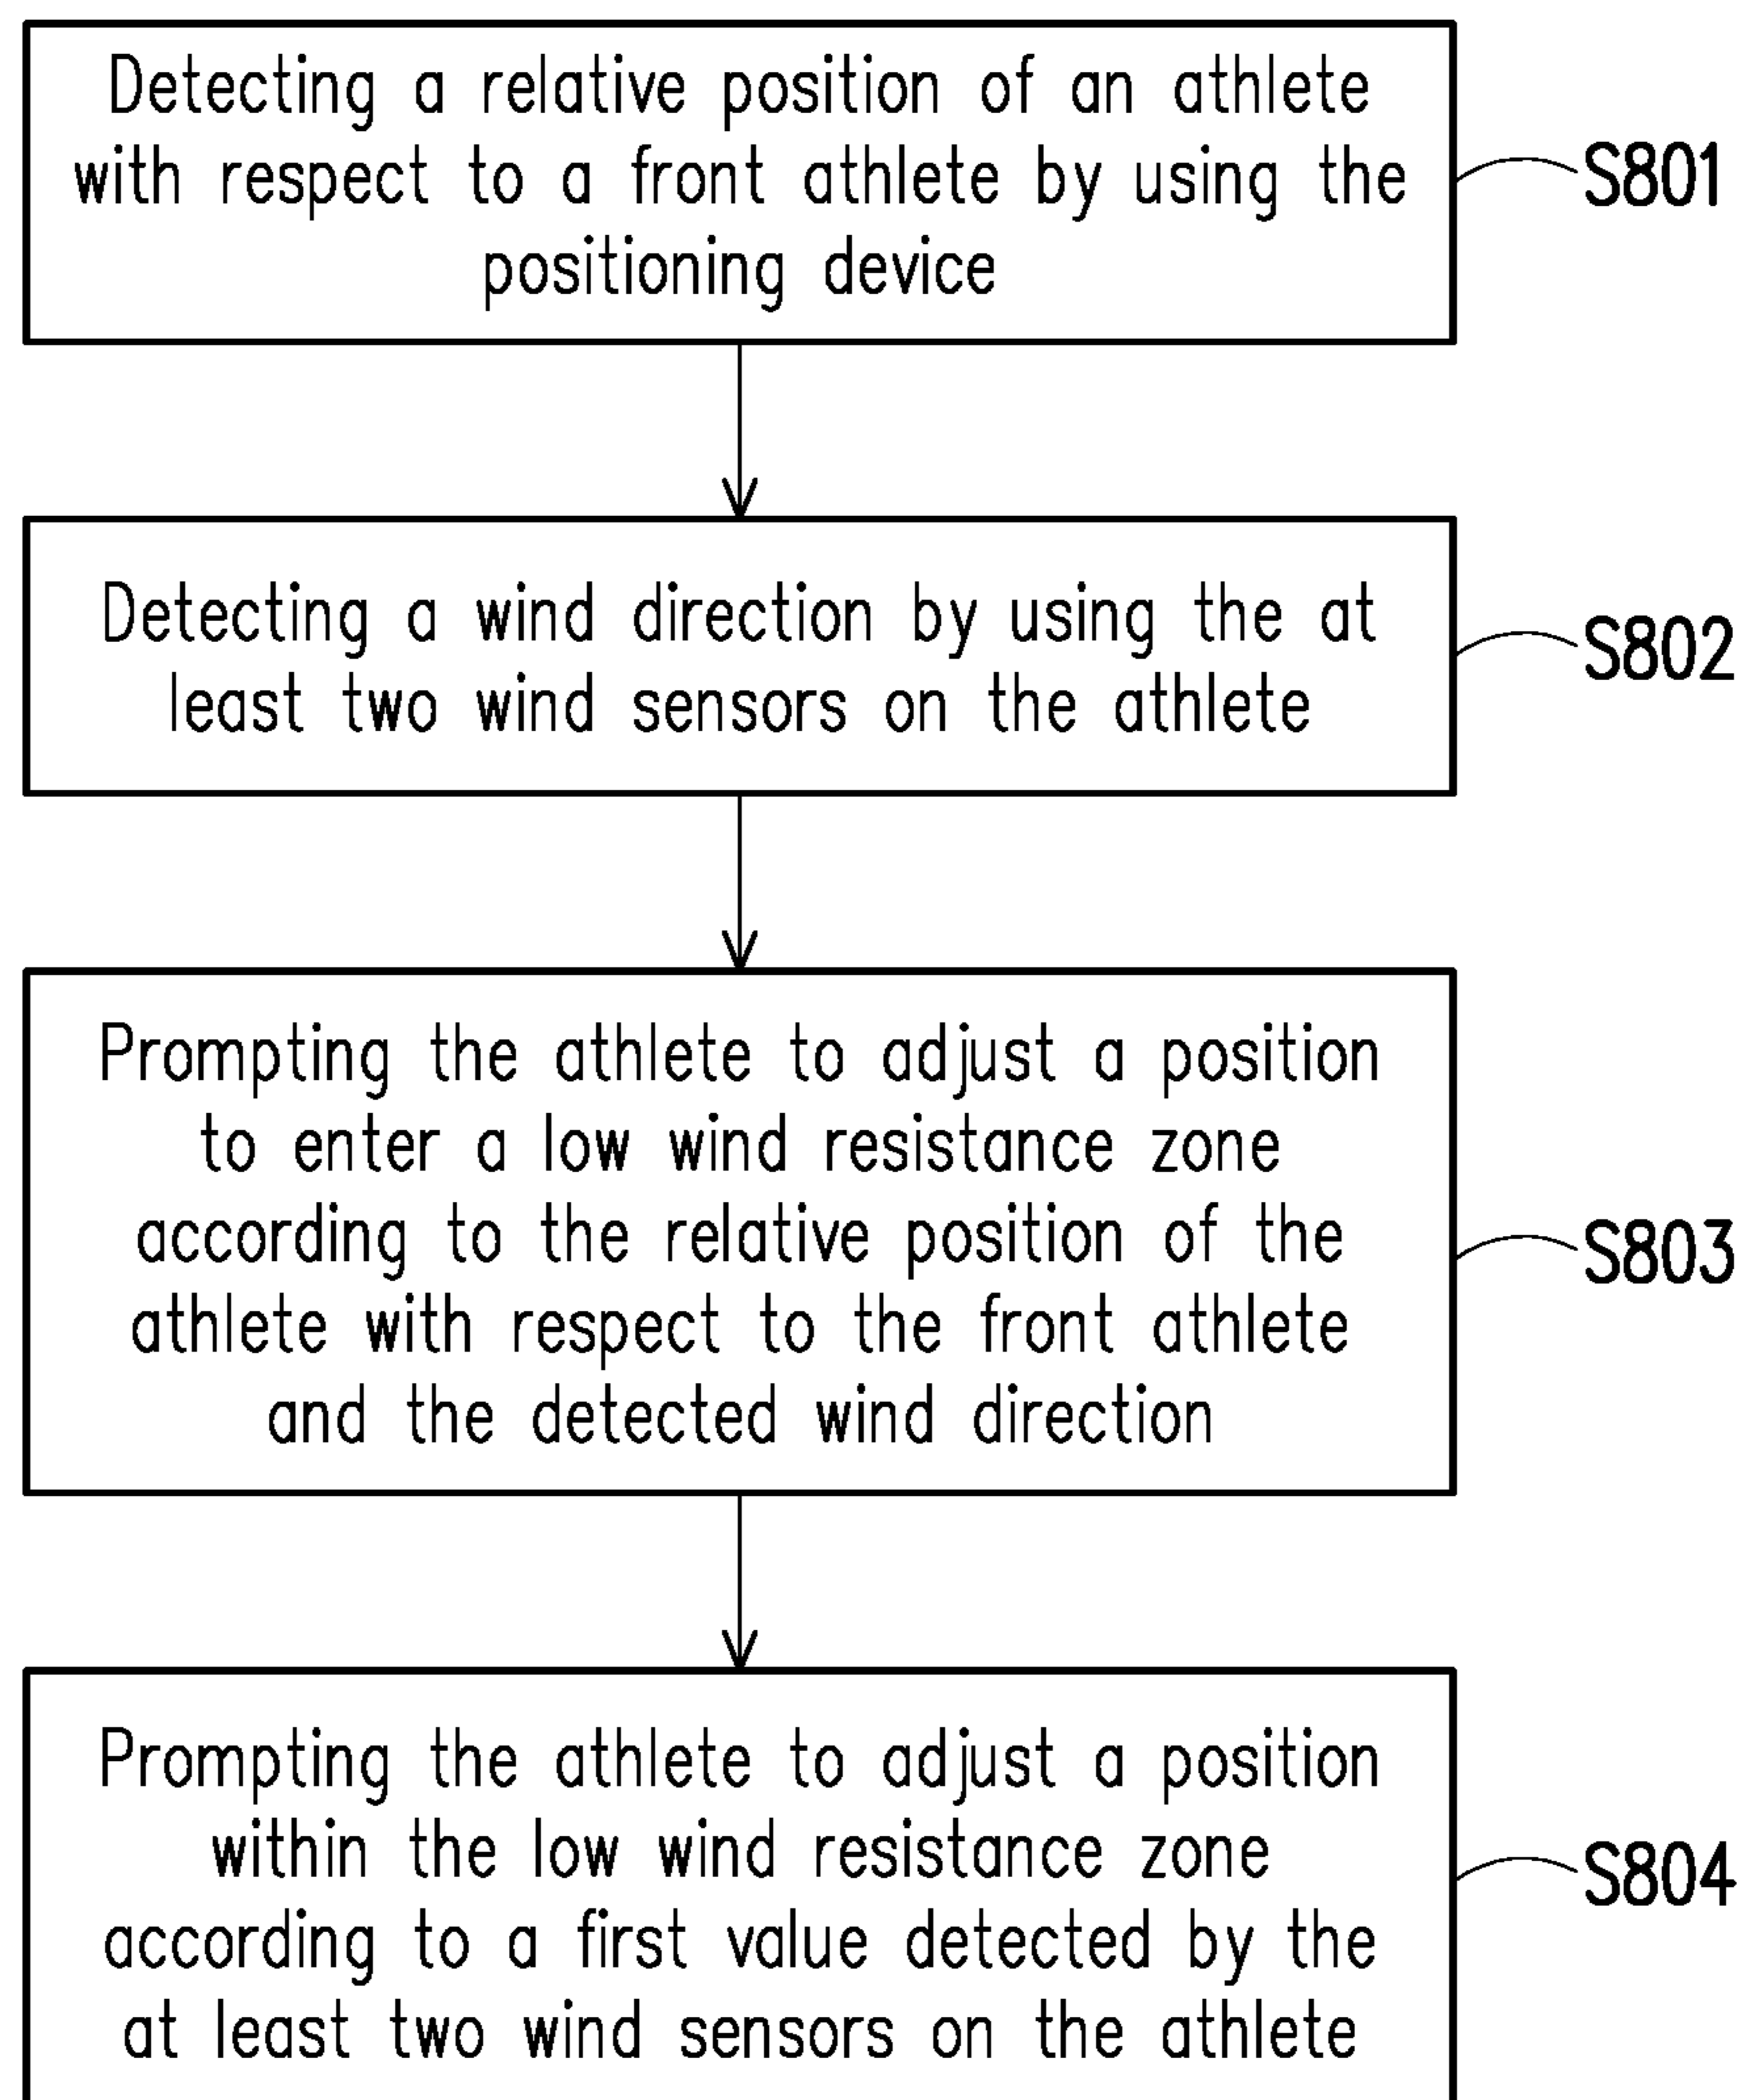 Detecting a relative position of an athlete
with respect to a front athlete by using the
positioning device
S801
Detecting a wind direction by using the at
least two wind sensors on the athlete
S802
Prompting the athlete to adjust a position
to enter a low wind resistance zone
according to the relative position of the
athlete with respect to the front athlete
and the detected wind direction
S803
Prompting the athlete to adjust a position
within the low wind resistance zone
according to a first value detected by the
at least two wind sensors on the athlete
S804